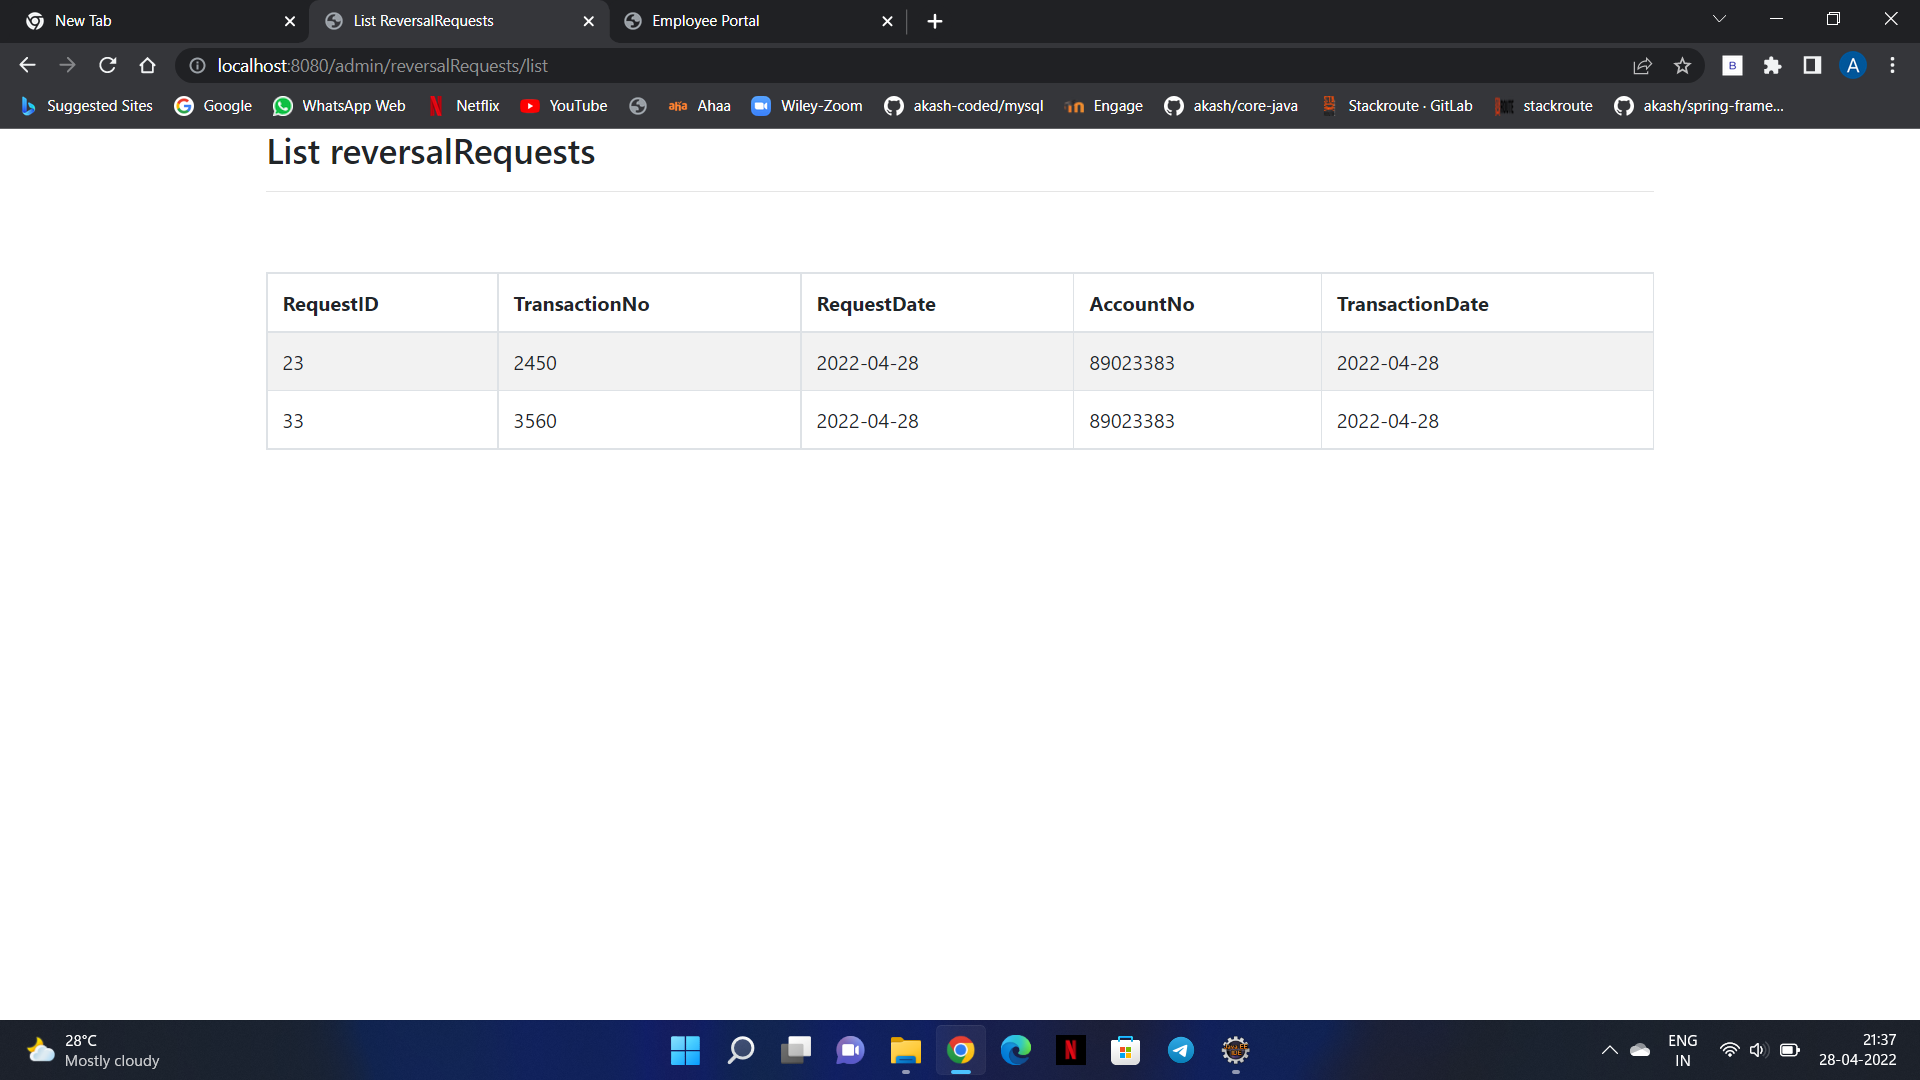 New Tab
List ReversalRequests
Employee Portal
localhost:8080/admin/reversalRequests/list
B
A
Suggested Sites
Google
WhatsApp Web
Netflix
YouTube
aha Ahaa
Wiley-Zoom
akash-coded/mysql
Engage
akash/core-java
Stackroute · GitLab
stackroute
akash/spring-frame...
List reversalRequests
RequestID TransactionNo RequestDate AccountNo TransactionDate
23 2450 2022-04-28 89023383 2022-04-28
33 3560 2022-04-28 89023383 2022-04-28
28°C
Mostly cloudy
N
ENG
IN
21:37
28-04-2022